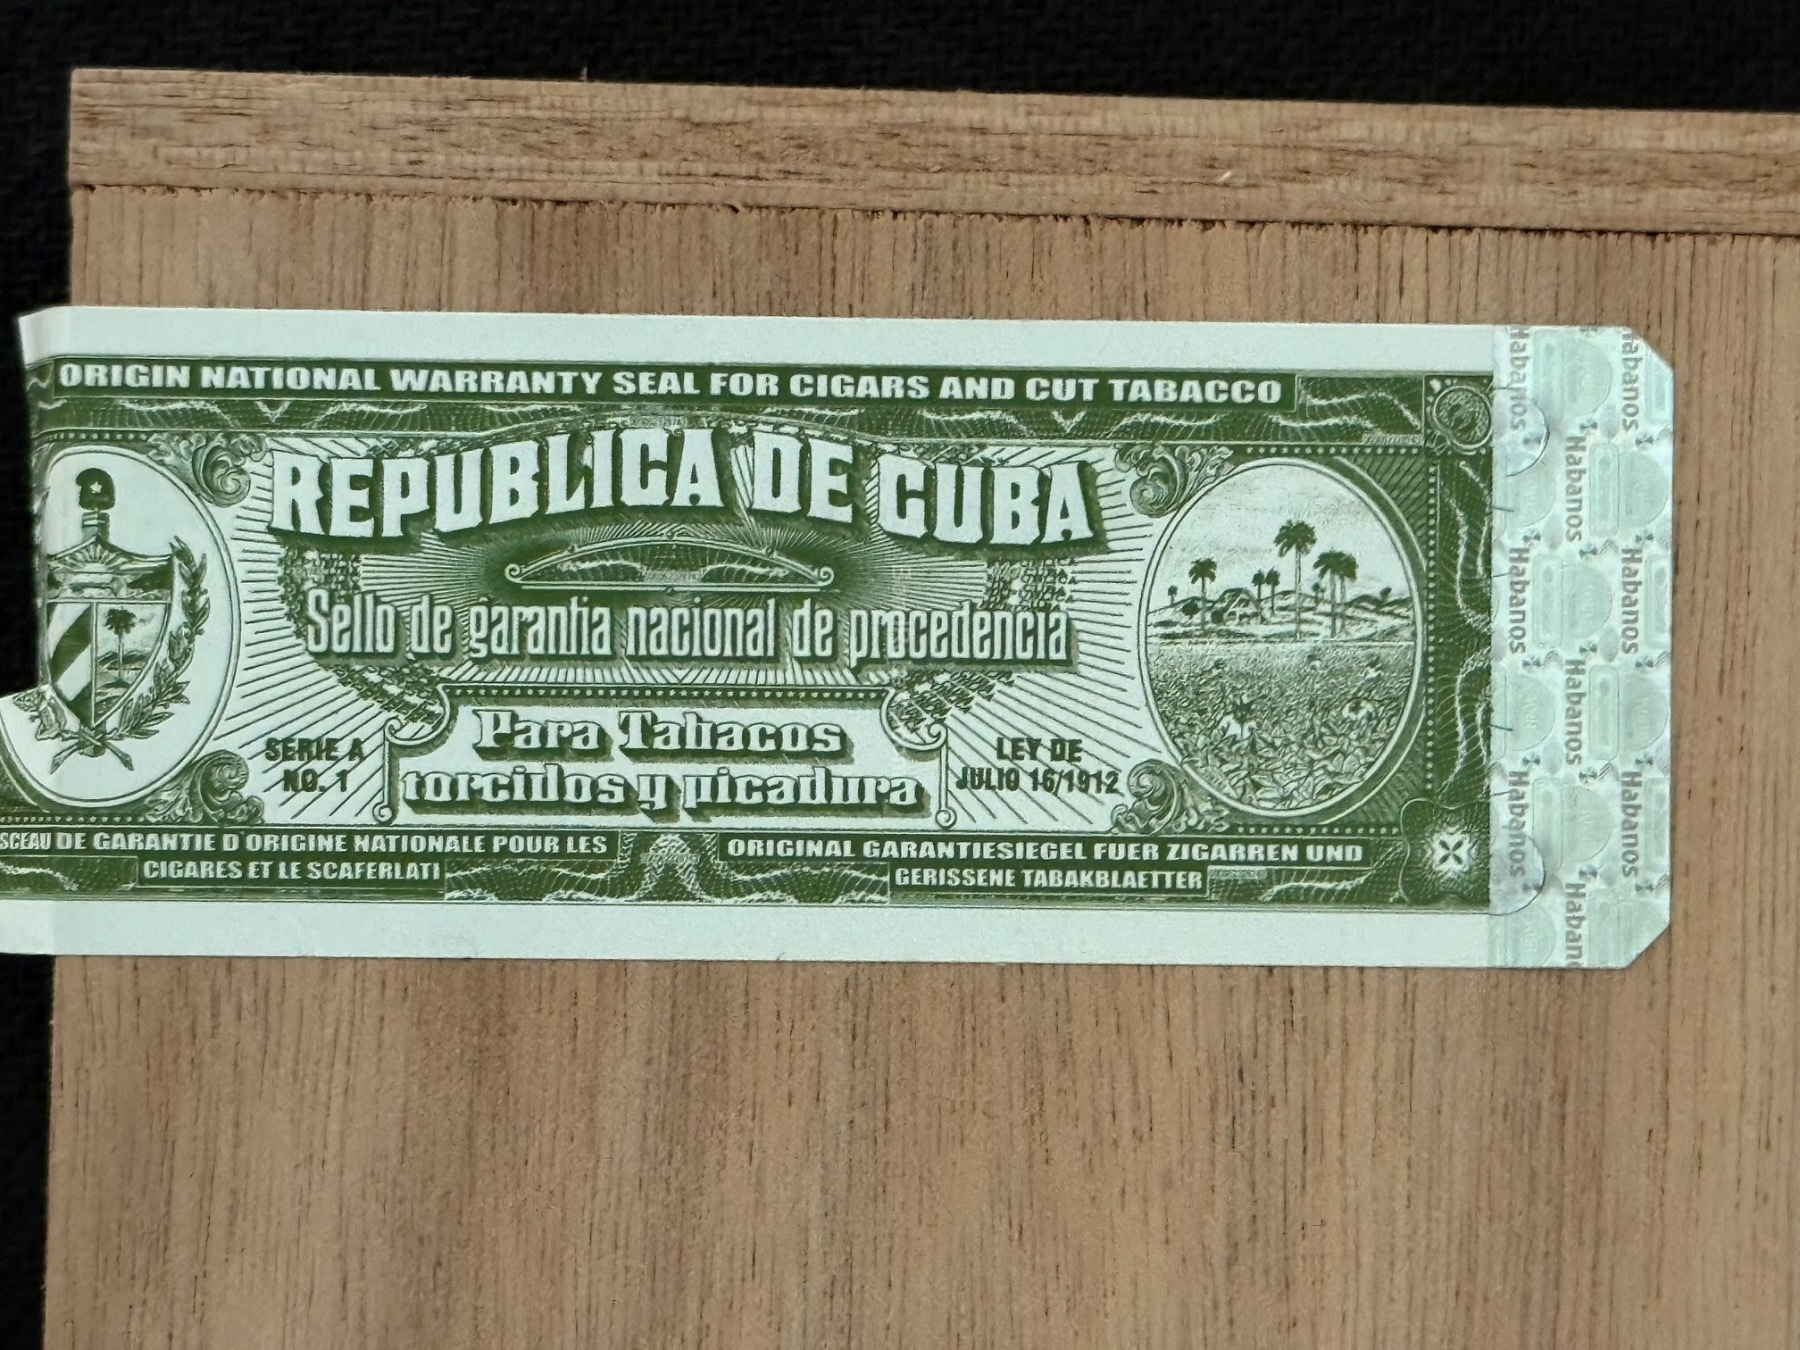 ORIGIN NATIONAL WARRANTY SEAL FOR CIGARS AND CUT TABACCO
REPUBLICA DE CUBA
Sello de garantia nacional de procedencia
Para Tabacos
torcidos y picadura
SERIE A
NO. 1
LEY DE
JULIO 16/1912
SCEAU DE GARANTIE D'ORIGINE NATIONALE POUR LES
CIGARES ET LE SCAFERLATI
ORIGINAL GARANTIESIEGEL FUER ZIGARREN UND
GERISSENE TABAKBLAETTER
Habanos
Habanos
Habanos
Habanos
Habanos
Habanos
Habanos
Habanos
Habanos
Haban